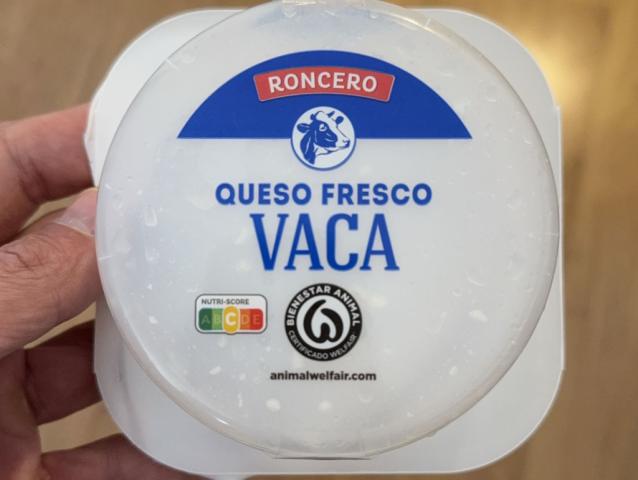 RONCERO
QUESO FRESCO
VACA
NUTRI-SCORE
A B C D E
BIENESTAR ANIMAL
CERTIFICADO WELFAIR
animalwelfair.com